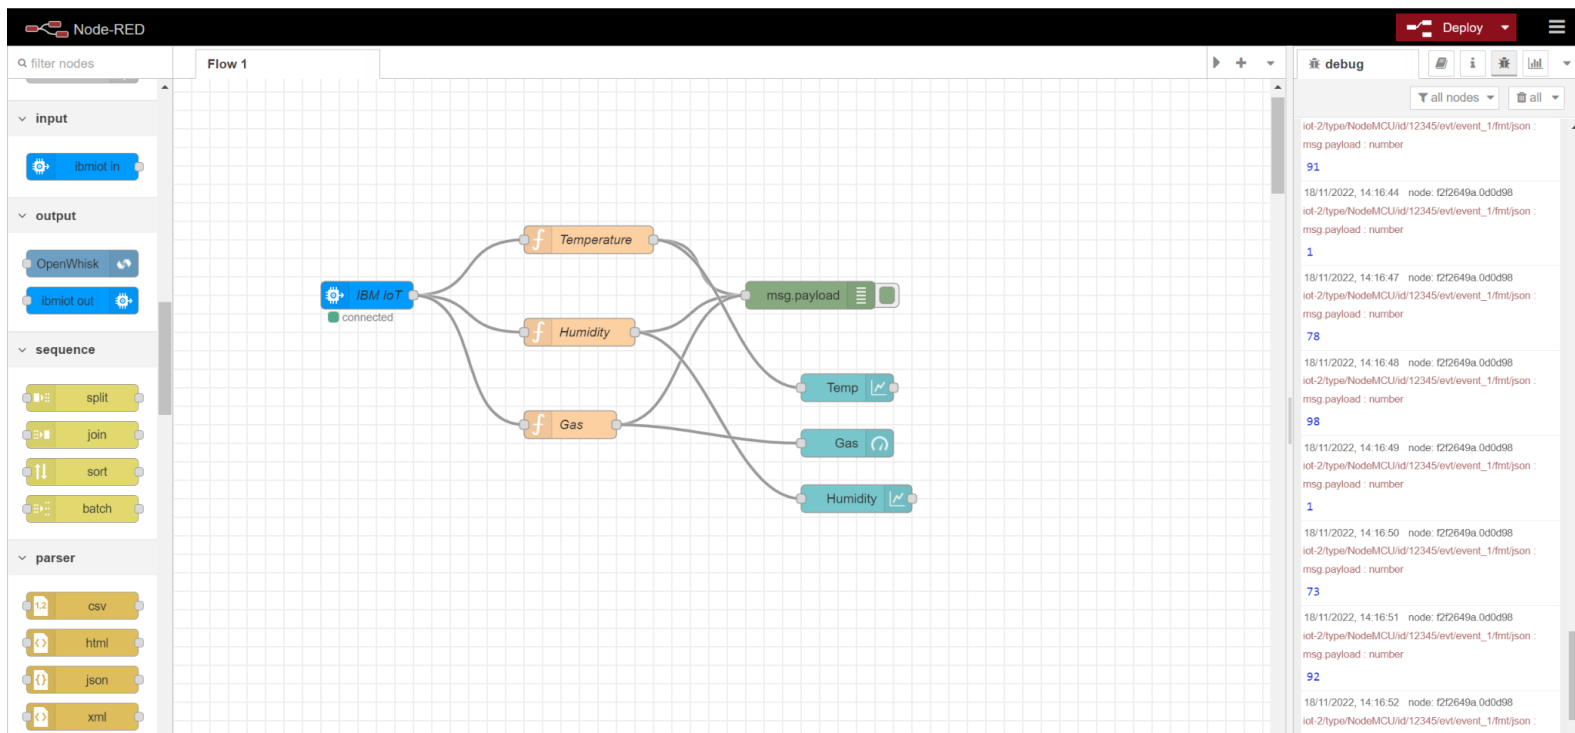 Node-RED
Deploy
filter nodes
Flow 1
debug
i
all nodes
all
input
ibmiot in
output
OpenWhisk
ibmiot out
sequence
split
join
sort
batch
parser
1,2
csv
html
json
xml
IBM IoT
connected
Temperature
Humidity
Gas
msg.payload
Temp
Gas
Humidity
iot-2/type/NodeMCU/id/12345/evt/event_1/fmt/json :
msg.payload : number
91
18/11/2022, 14:16:44 node: f2f2649a.0d0d98
iot-2/type/NodeMCU/id/12345/evt/event_1/fmt/json :
msg.payload : number
1
18/11/2022, 14:16:47 node: f2f2649a.0d0d98
iot-2/type/NodeMCU/id/12345/evt/event_1/fmt/json :
msg.payload : number
78
18/11/2022, 14:16:48 node: f2f2649a.0d0d98
iot-2/type/NodeMCU/id/12345/evt/event_1/fmt/json :
msg.payload : number
98
18/11/2022, 14:16:49 node: f2f2649a.0d0d98
iot-2/type/NodeMCU/id/12345/evt/event_1/fmt/json :
msg.payload : number
1
18/11/2022, 14:16:50 node: f2f2649a.0d0d98
iot-2/type/NodeMCU/id/12345/evt/event_1/fmt/json :
msg.payload : number
73
18/11/2022, 14:16:51 node: f2f2649a.0d0d98
iot-2/type/NodeMCU/id/12345/evt/event_1/fmt/json :
msg.payload : number
92
18/11/2022, 14:16:52 node: f2f2649a.0d0d98
iot-2/type/NodeMCU/id/12345/evt/event_1/fmt/json :